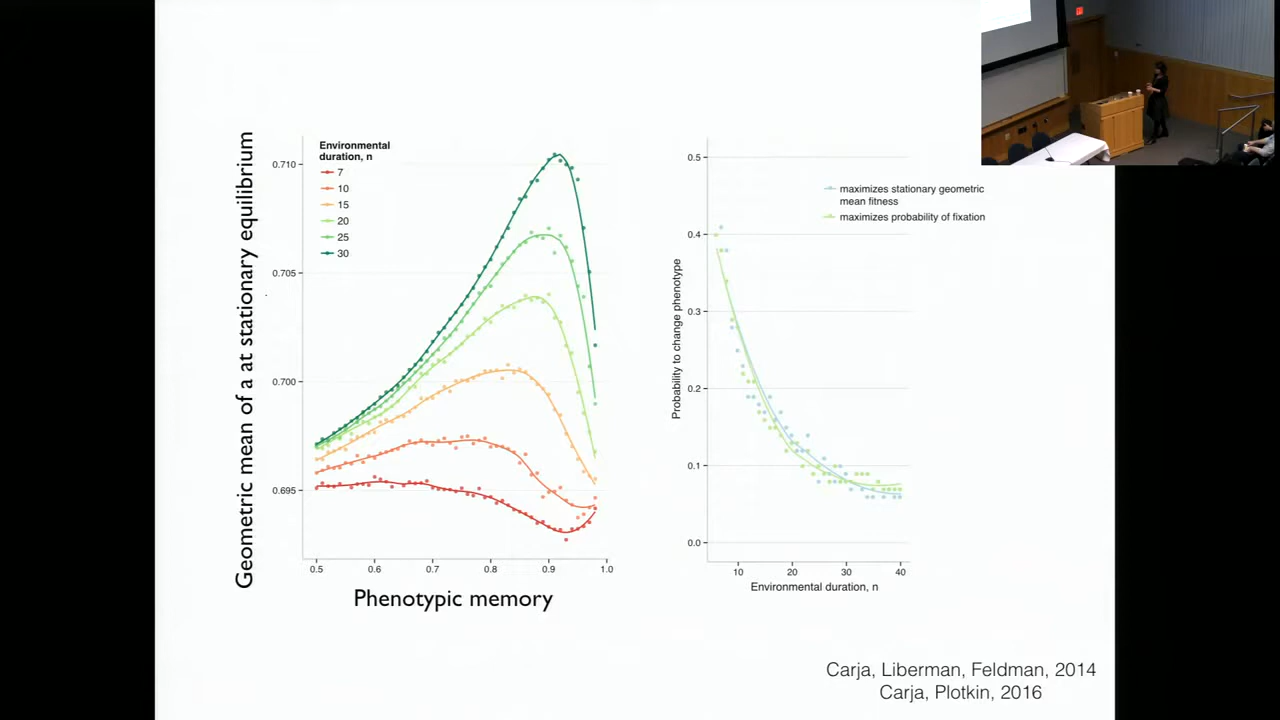 Geometric mean of a at stationary equilibrium
Environmental
duration, n
7
10
15
20
25
30
0.710
0.705
0.700
0.695
0.5
0.6
0.7
0.8
0.9
1.0
Phenotypic memory
Probability to change phenotype
maximizes stationary geometric
mean fitness
maximizes probability of fixation
0.5
0.4
0.3
0.2
0.1
0.0
10
20
30
40
Environmental duration, n
Carja, Liberman, Feldman, 2014
Carja, Plotkin, 2016